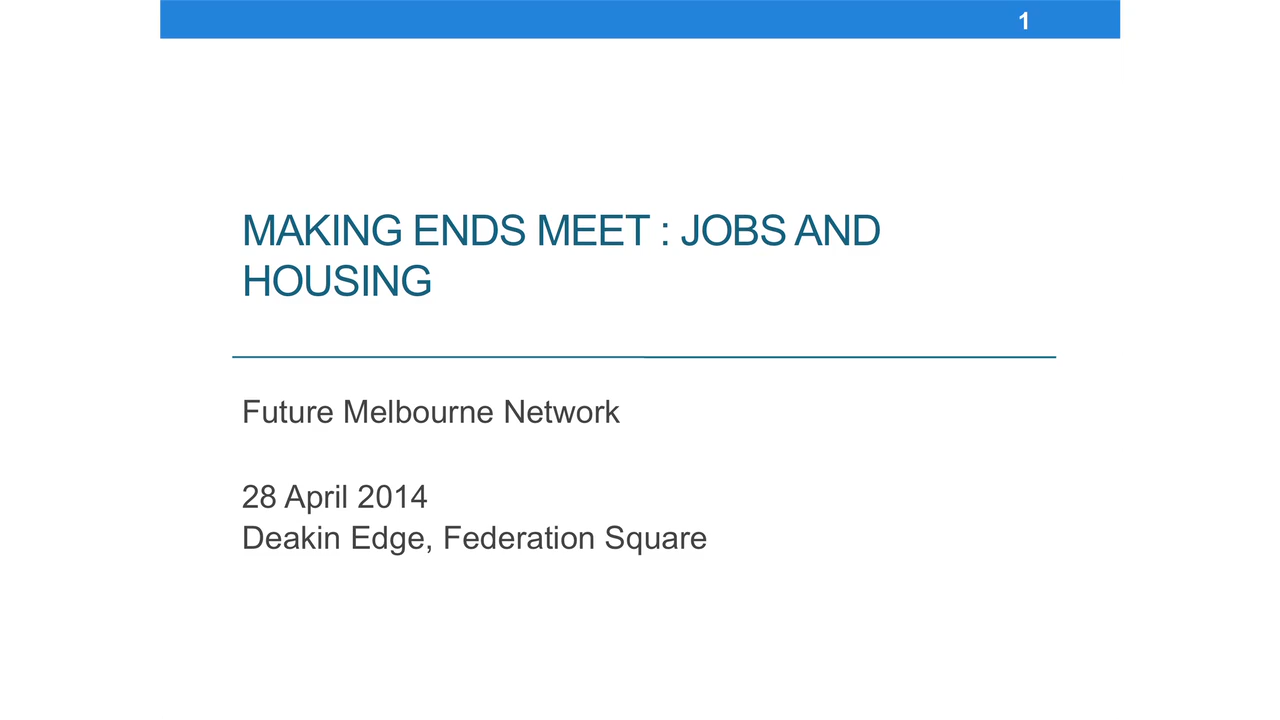 1
MAKING ENDS MEET : JOBS AND
HOUSING
Future Melbourne Network
28 April 2014
Deakin Edge, Federation Square